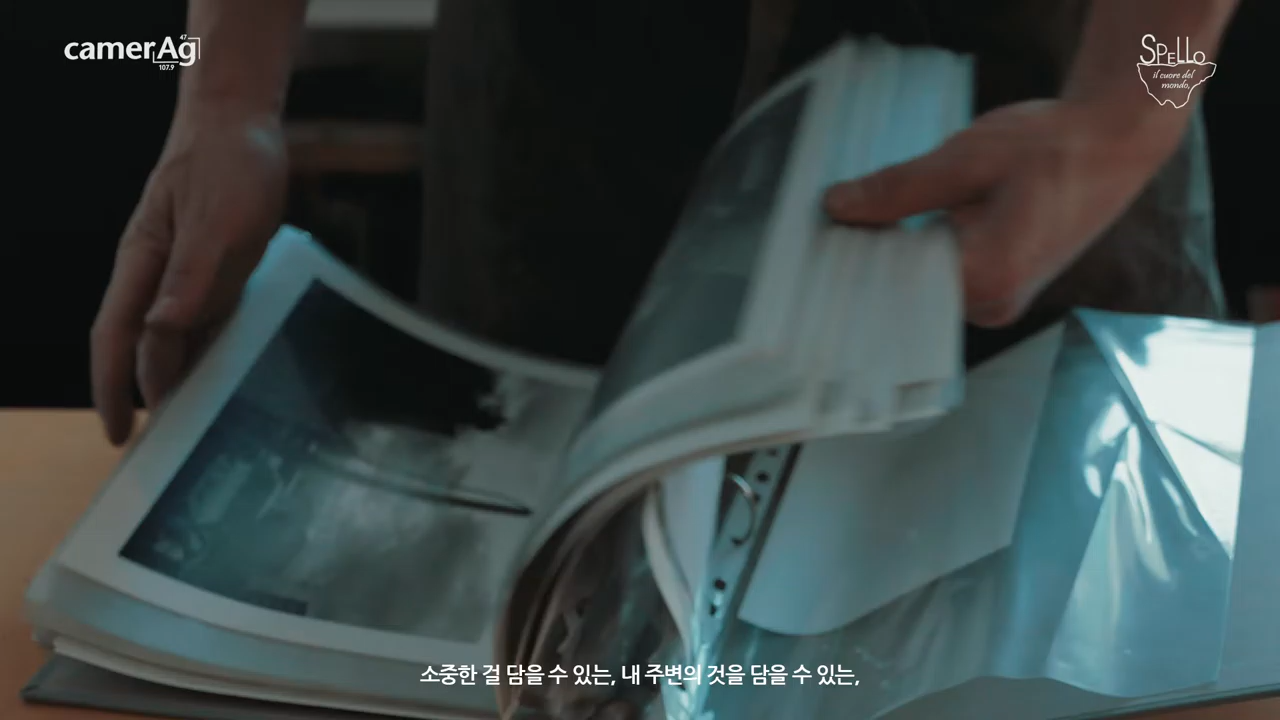 camerAg
47
107.9
SPELLO
il cuore del
mondo,
소중한 걸 담을 수 있는, 내 주변의 것을 담을 수 있는,